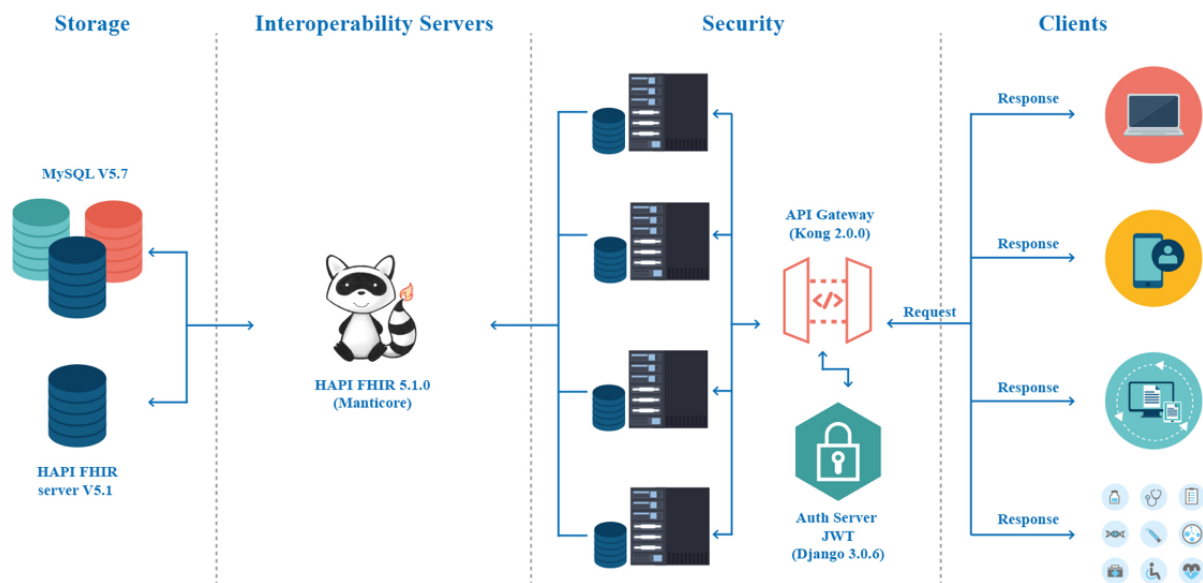 Storage
Interoperability Servers
Security
Clients
MySQL V5.7
HAPI FHIR
server V5.1
HAPI FHIR 5.1.0
(Manticore)
API Gateway
(Kong 2.0.0)
</>
Auth Server
JWT
(Django 3.0.6)
Request
Response
Response
Response
Response